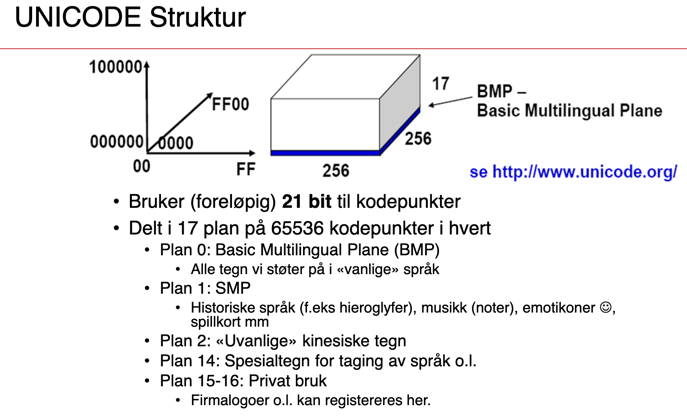 UNICODE Struktur
100000
FF00
000000
0000
00
FF
17
256
256
BMP –
Basic Multilingual Plane
se http://www.unicode.org/
• Bruker (foreløpig) 21 bit til kodepunkter
• Delt i 17 plan på 65536 kodepunkter i hvert
• Plan 0: Basic Multilingual Plane (BMP)
• Alle tegn vi støter på i «vanlige» språk
• Plan 1: SMP
• Historiske språk (f.eks hieroglyfer), musikk (noter), emotikoner ☺,
spillkort mm
• Plan 2: «Uvanlige» kinesiske tegn
• Plan 14: Spesialtegn for taging av språk o.l.
• Plan 15-16: Privat bruk
• Firmalogoer o.l. kan registereres her.